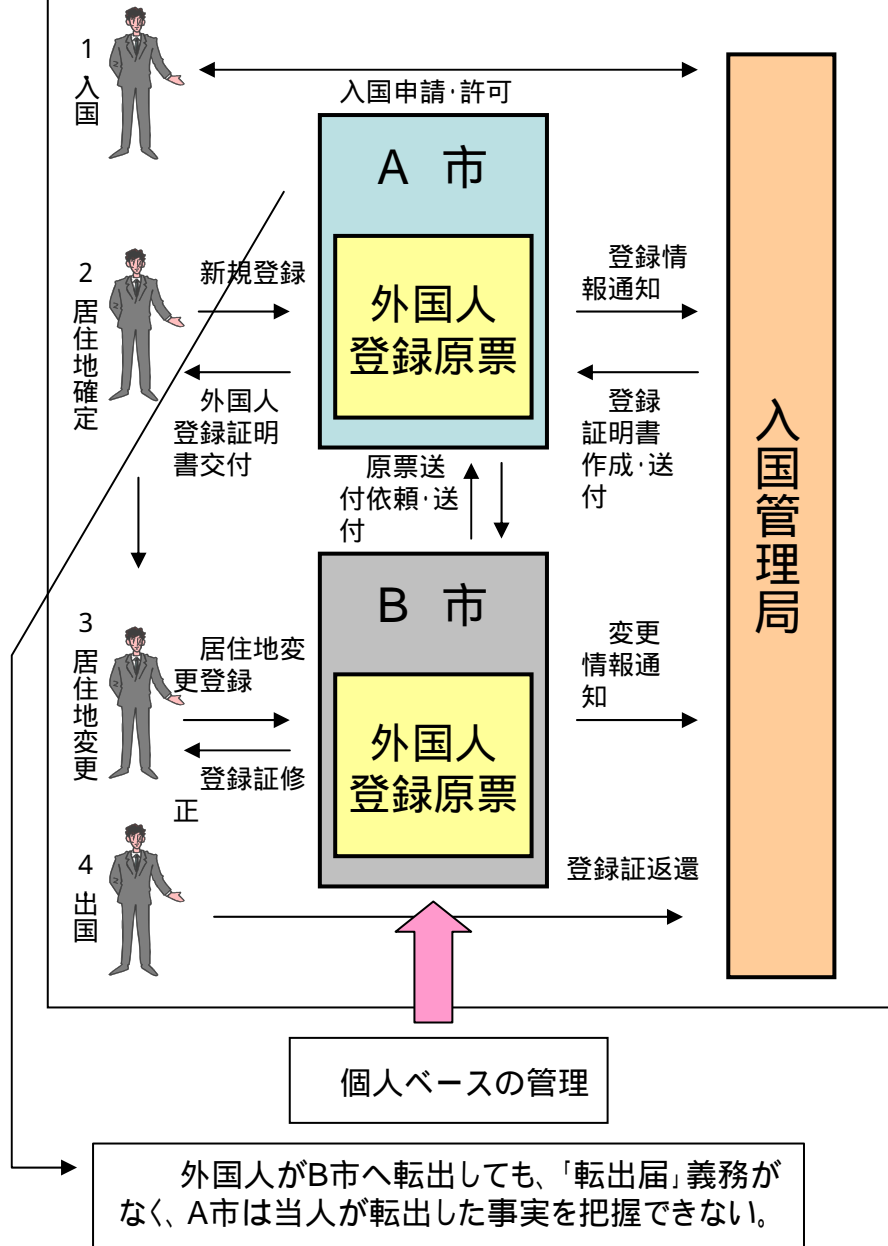 1 入国
入国申請・許可
A 市
外国人
登録原票
2 居住地確定
新規登録
外国人
登録証明
書交付
登録情
報通知
登録
証明書
作成・送
付
入国管理局
原票送
付依頼・送
付
B 市
外国人
登録原票
3 居住地変更
居住地変
更登録
登録証修
正
変更
情報通
知
4 出国
登録証返還
個人ベースの管理
外国人がB市へ転出しても、「転出届」義務が
なく、A市は当人が転出した事実を把握できない。